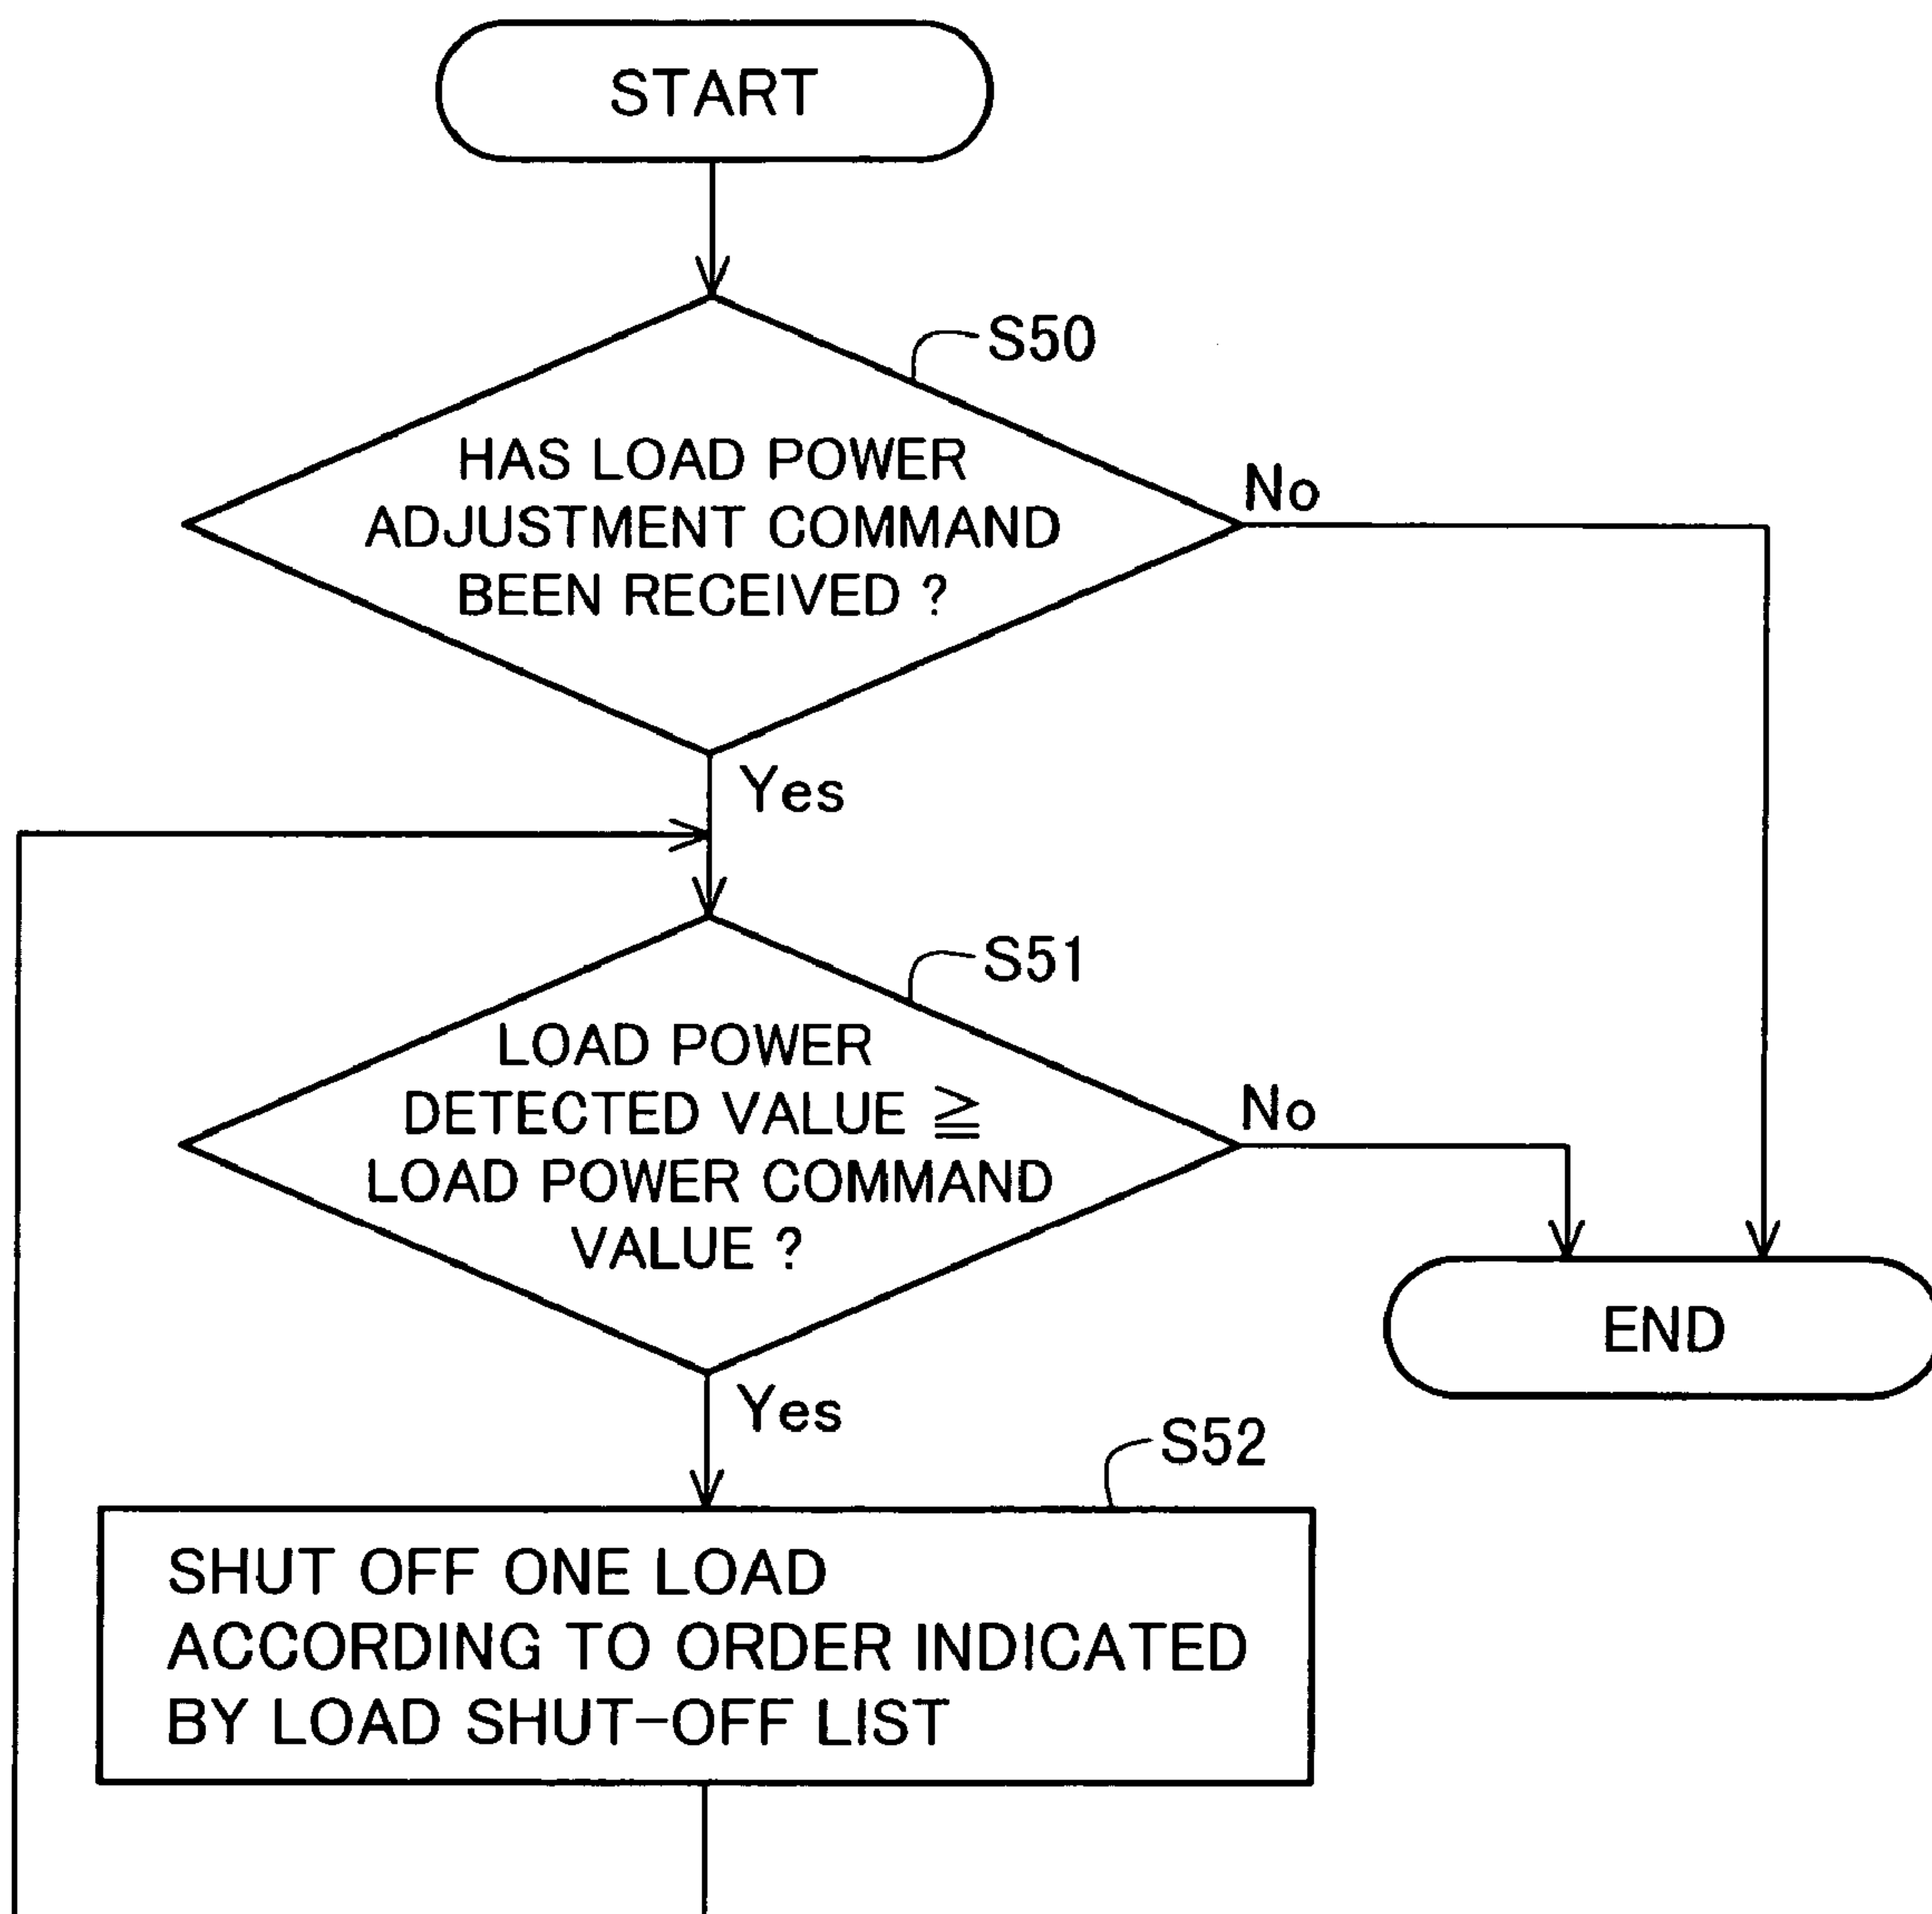 START
S50
HAS LOAD POWER
ADJUSTMENT COMMAND
BEEN RECEIVED ?
No
Yes
S51
LOAD POWER
DETECTED VALUE ≧
LOAD POWER COMMAND
VALUE ?
No
END
Yes
S52
SHUT OFF ONE LOAD
ACCORDING TO ORDER INDICATED
BY LOAD SHUT-OFF LIST